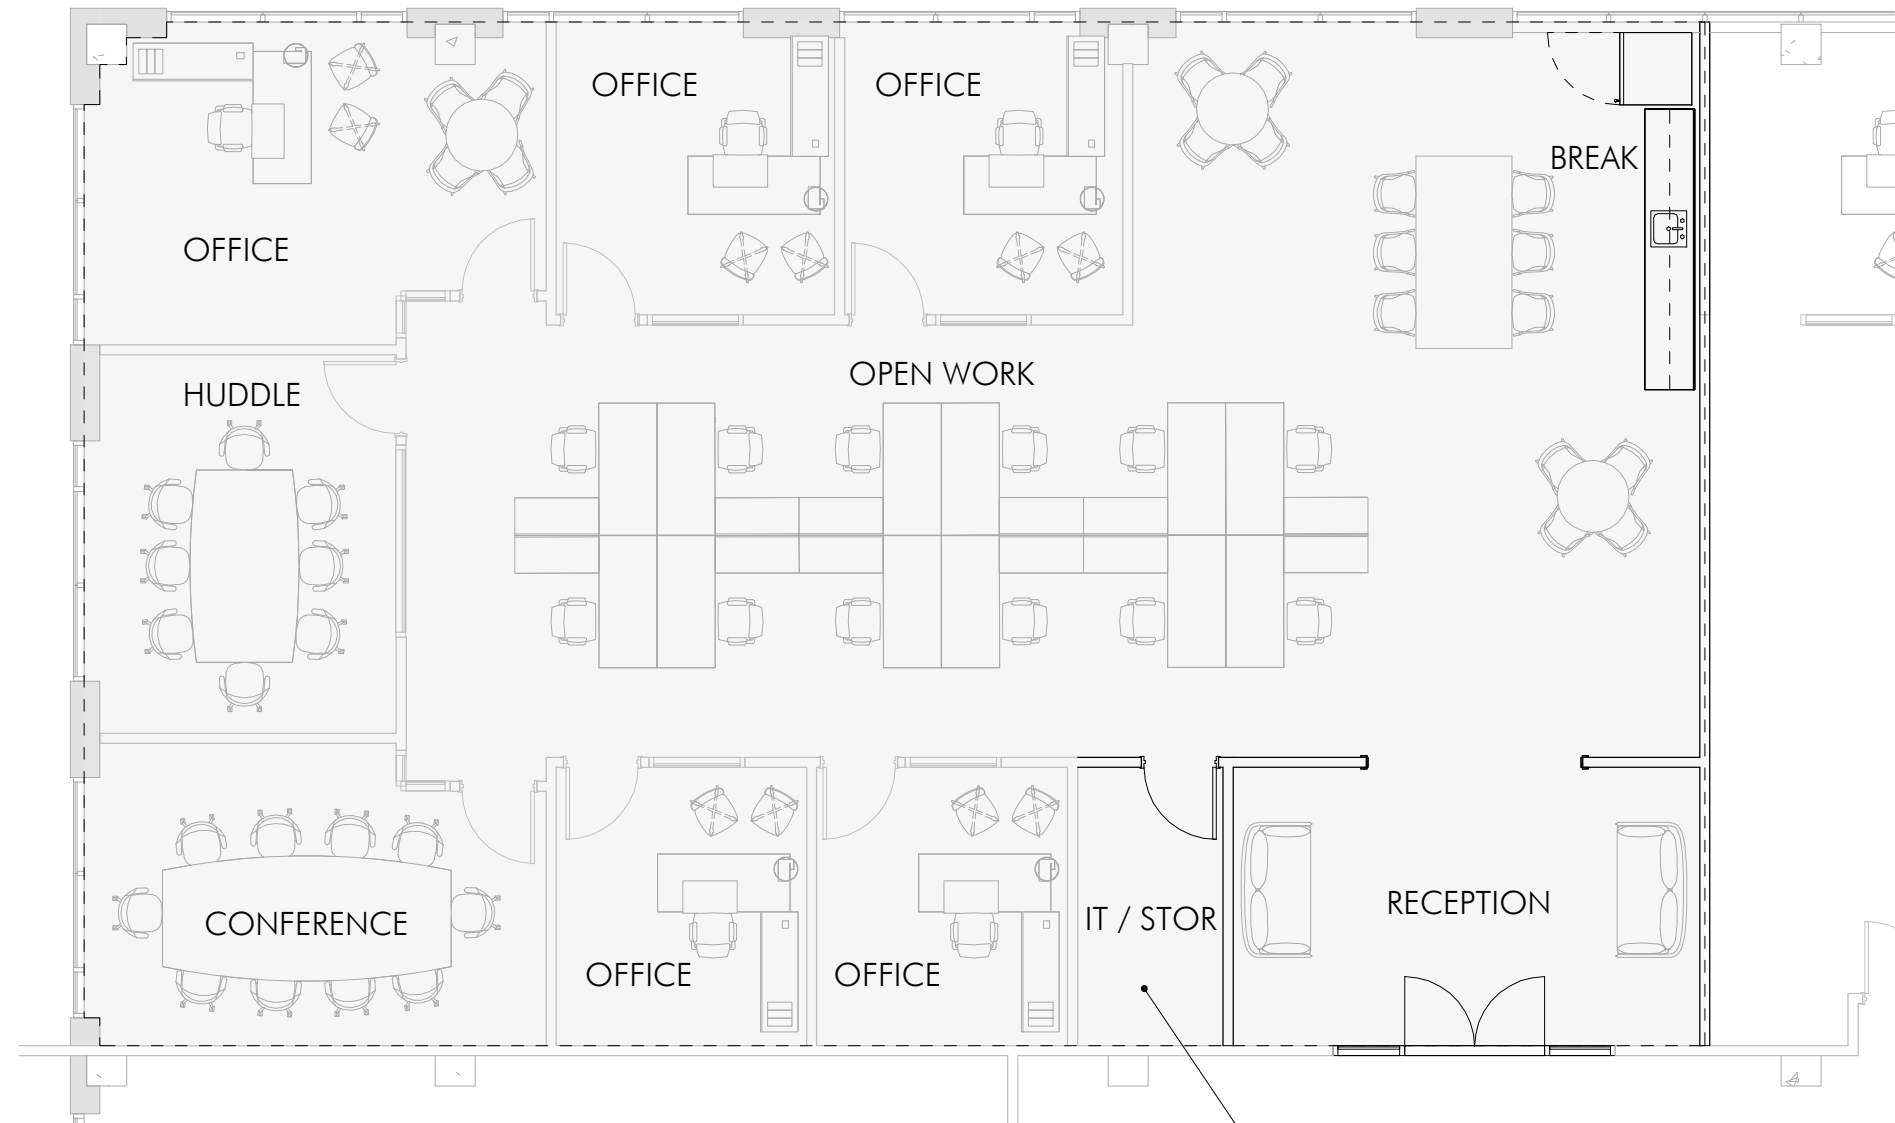 OFFICE
OFFICE
BREAK
OFFICE
OPEN WORK
HUDDLE
RECEPTION
IT / STOR
CONFERENCE
OFFICE
OFFICE